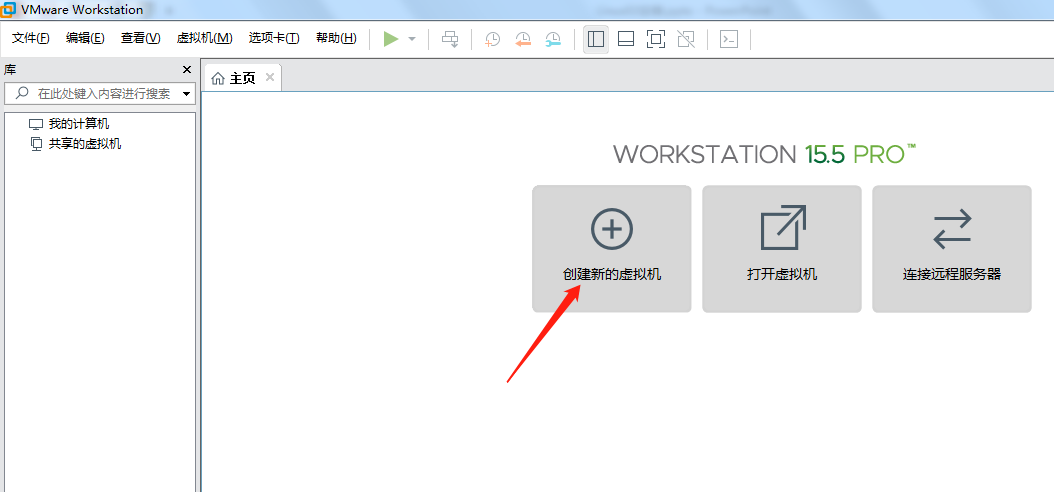 VMware Workstation
文件(F) 编辑(E) 查看(V) 虚拟机(M) 选项卡(T) 帮助(H)
库
在此处键入内容进行搜索
我的计算机
共享的虚拟机
主页
WORKSTATION 15.5 PRO™
创建新的虚拟机
打开虚拟机
连接远程服务器